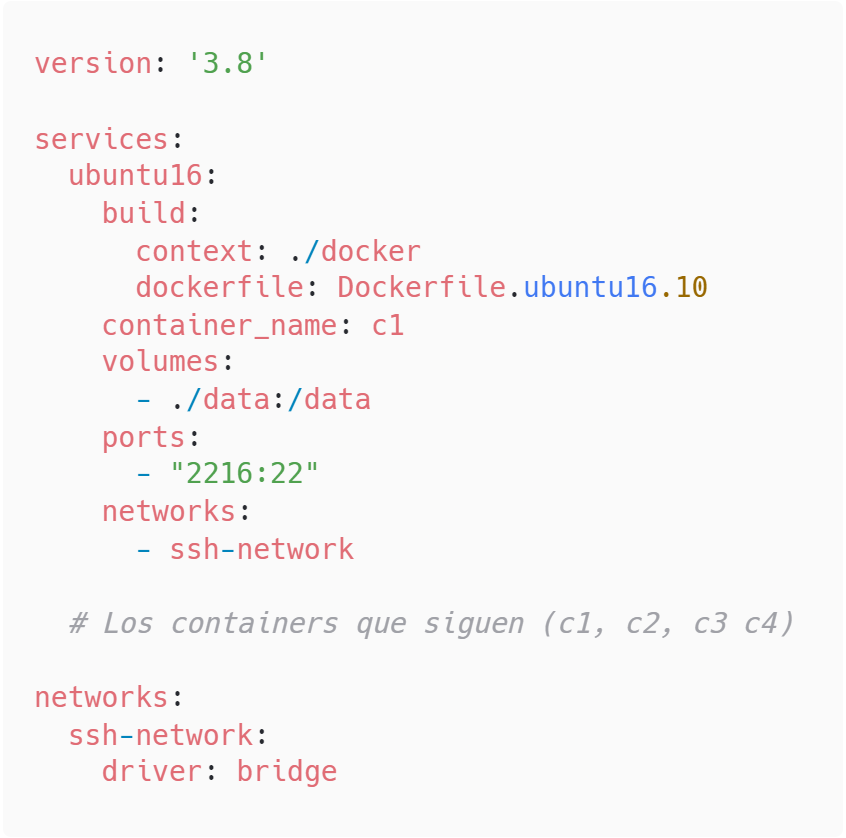 version: '3.8'

services:
  ubuntu16:
    build:
      context: ./docker
      dockerfile: Dockerfile.ubuntu16.10
    container_name: c1
    volumes:
      - ./data:/data
    ports:
      - "2216:22"
    networks:
      - ssh-network

  # Los containers que siguen (c1, c2, c3 c4)

networks:
  ssh-network:
    driver: bridge